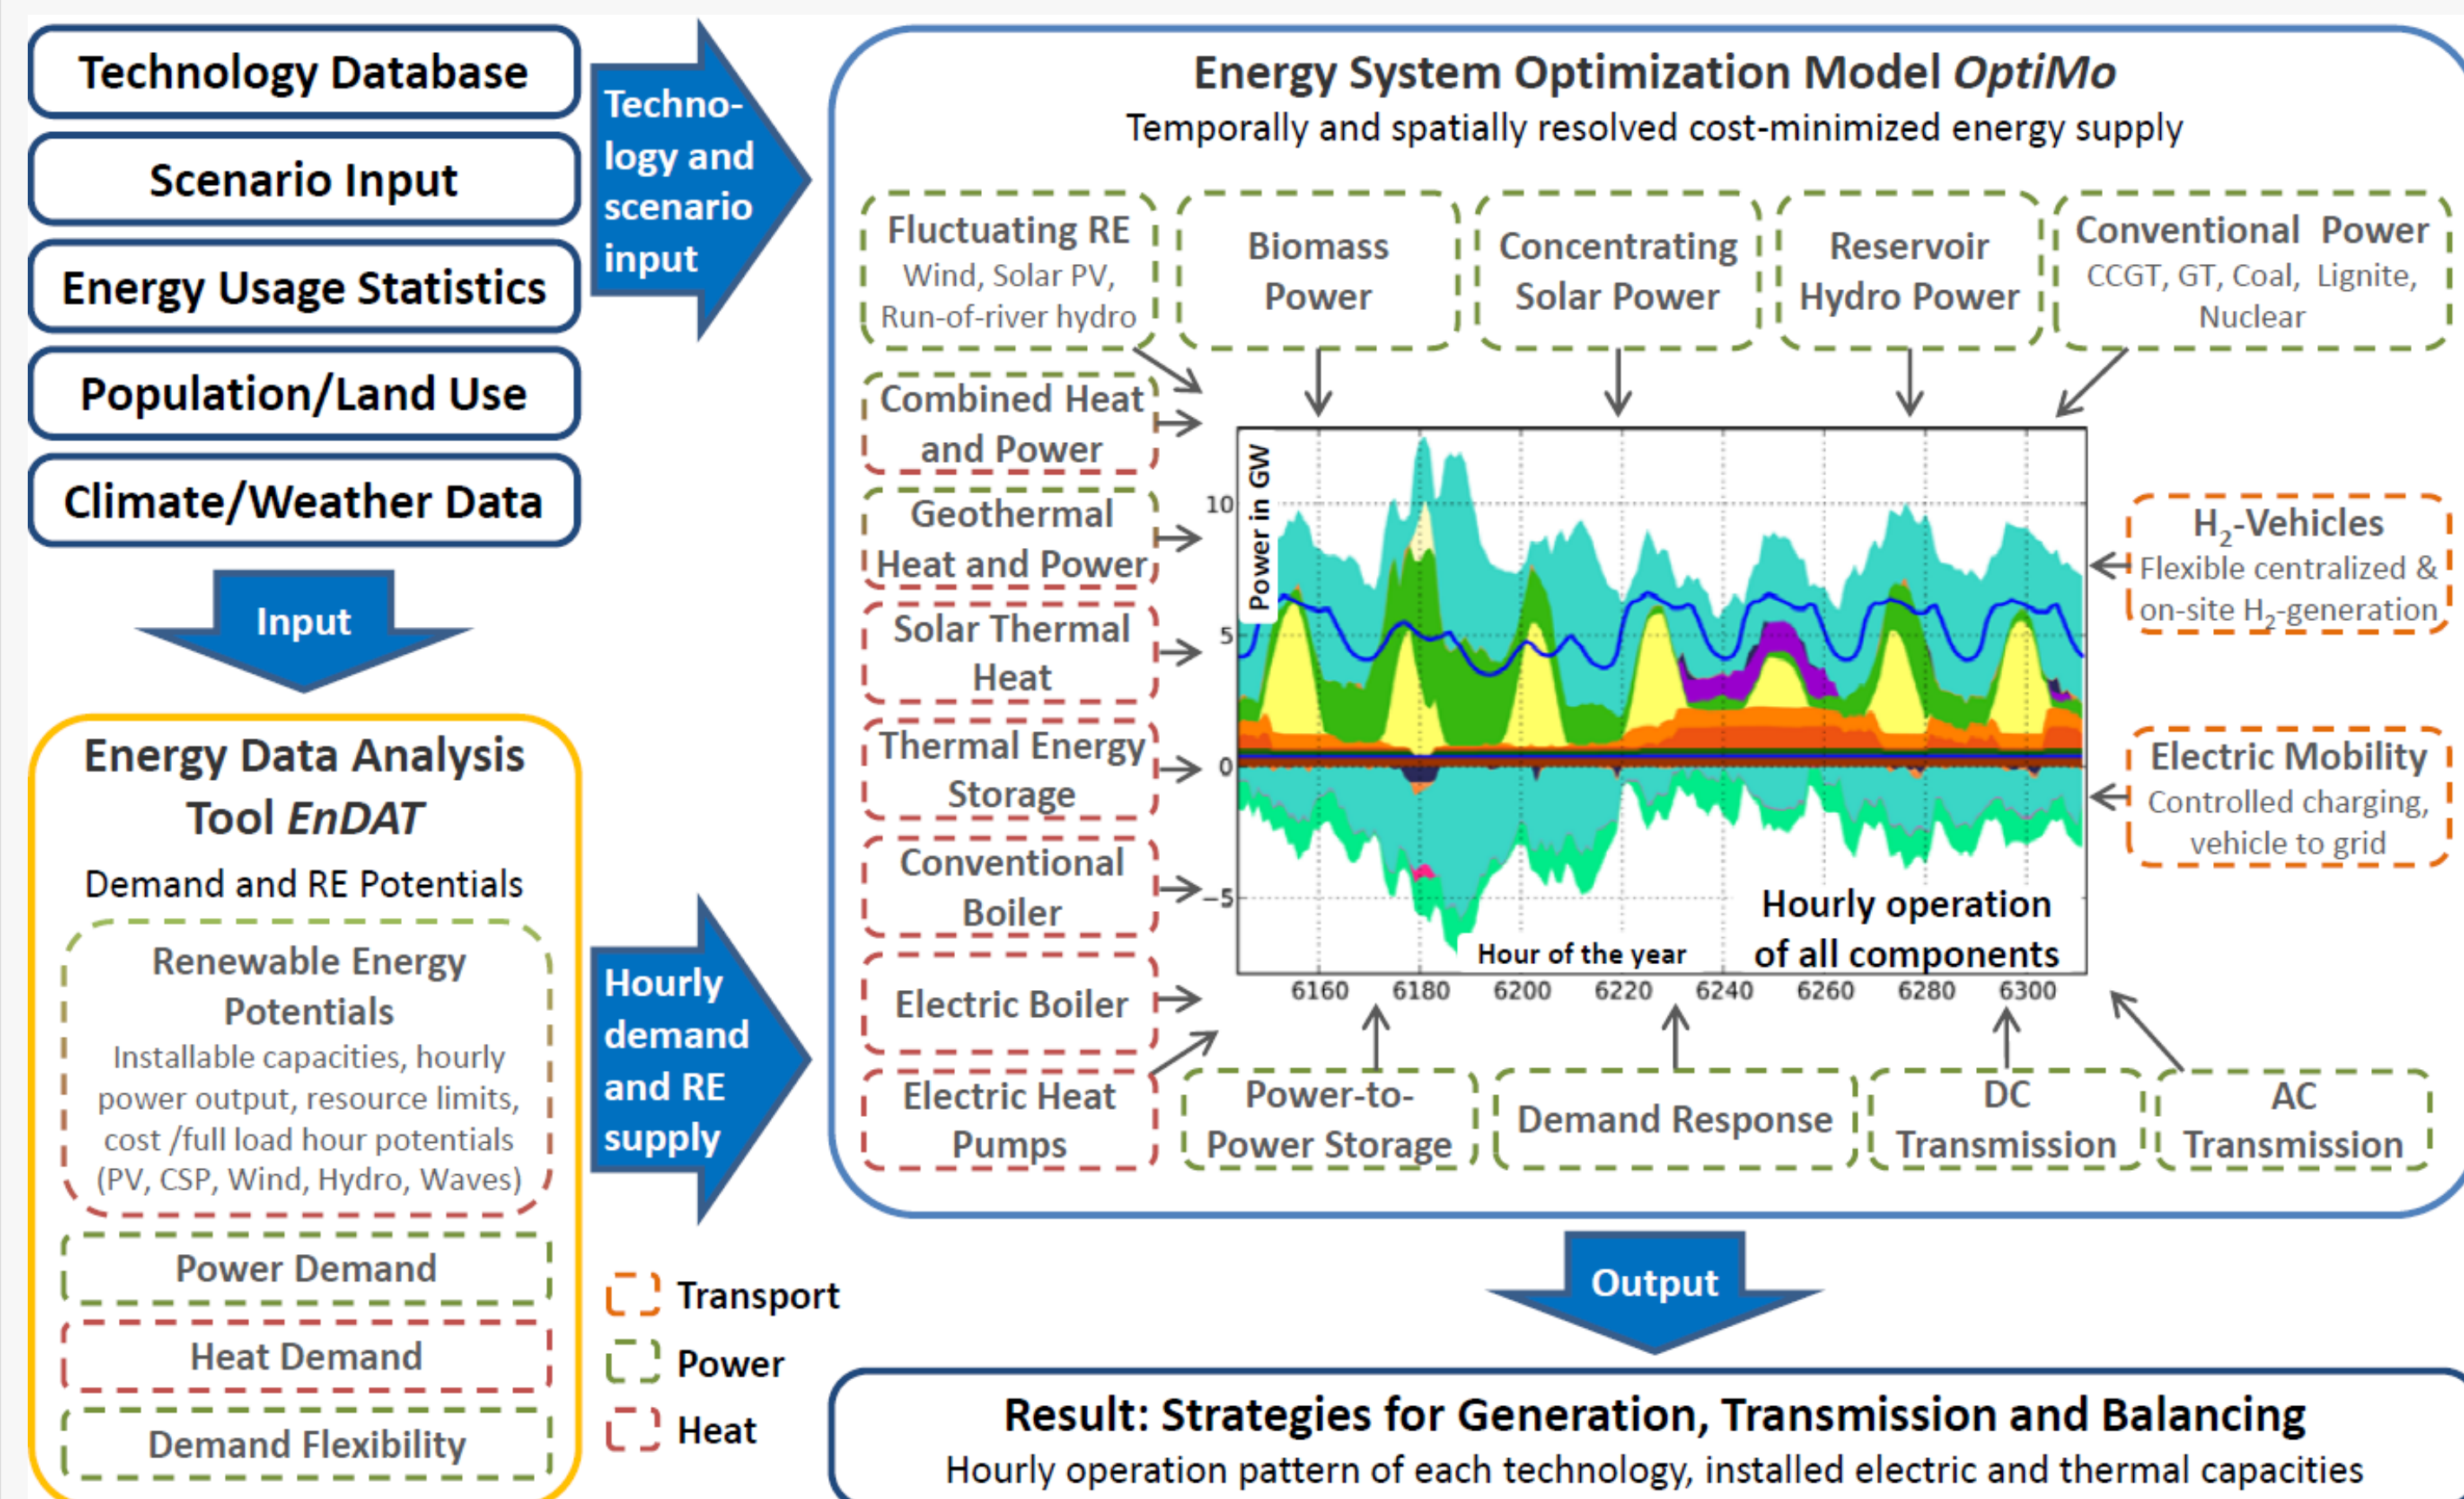 Technology Database
Scenario Input
Energy Usage Statistics
Population/Land Use
Climate/Weather Data
Techno-
logy and
scenario
input
Input
Energy Data Analysis
Tool EnDAT
Demand and RE Potentials
Renewable Energy
Potentials
Installable capacities, hourly
power output, resource limits,
cost /full load hour potentials
(PV, CSP, Wind, Hydro, Waves)
Power Demand
Heat Demand
Demand Flexibility
Hourly
demand
and RE
supply
Transport
Power
Heat
Energy System Optimization Model OptiMo
Temporally and spatially resolved cost-minimized energy supply
Fluctuating RE
Wind, Solar PV,
Run-of-river hydro
Biomass
Power
Concentrating
Solar Power
Reservoir
Hydro Power
Conventional Power
CCGT, GT, Coal, Lignite,
Nuclear
Combined Heat
and Power
Geothermal
Heat and Power
Solar Thermal
Heat
Thermal Energy
Storage
Conventional
Boiler
Electric Boiler
Electric Heat
Pumps
Power in GW
10
5
0
−5
Hour of the year
Hourly operation
of all components
6160 6180 6200 6220 6240 6260 6280 6300
H₂-Vehicles
Flexible centralized &
on-site H₂-generation
Electric Mobility
Controlled charging,
vehicle to grid
Power-to-
Power Storage
Demand Response
DC
Transmission
AC
Transmission
Output
Result: Strategies for Generation, Transmission and Balancing
Hourly operation pattern of each technology, installed electric and thermal capacities